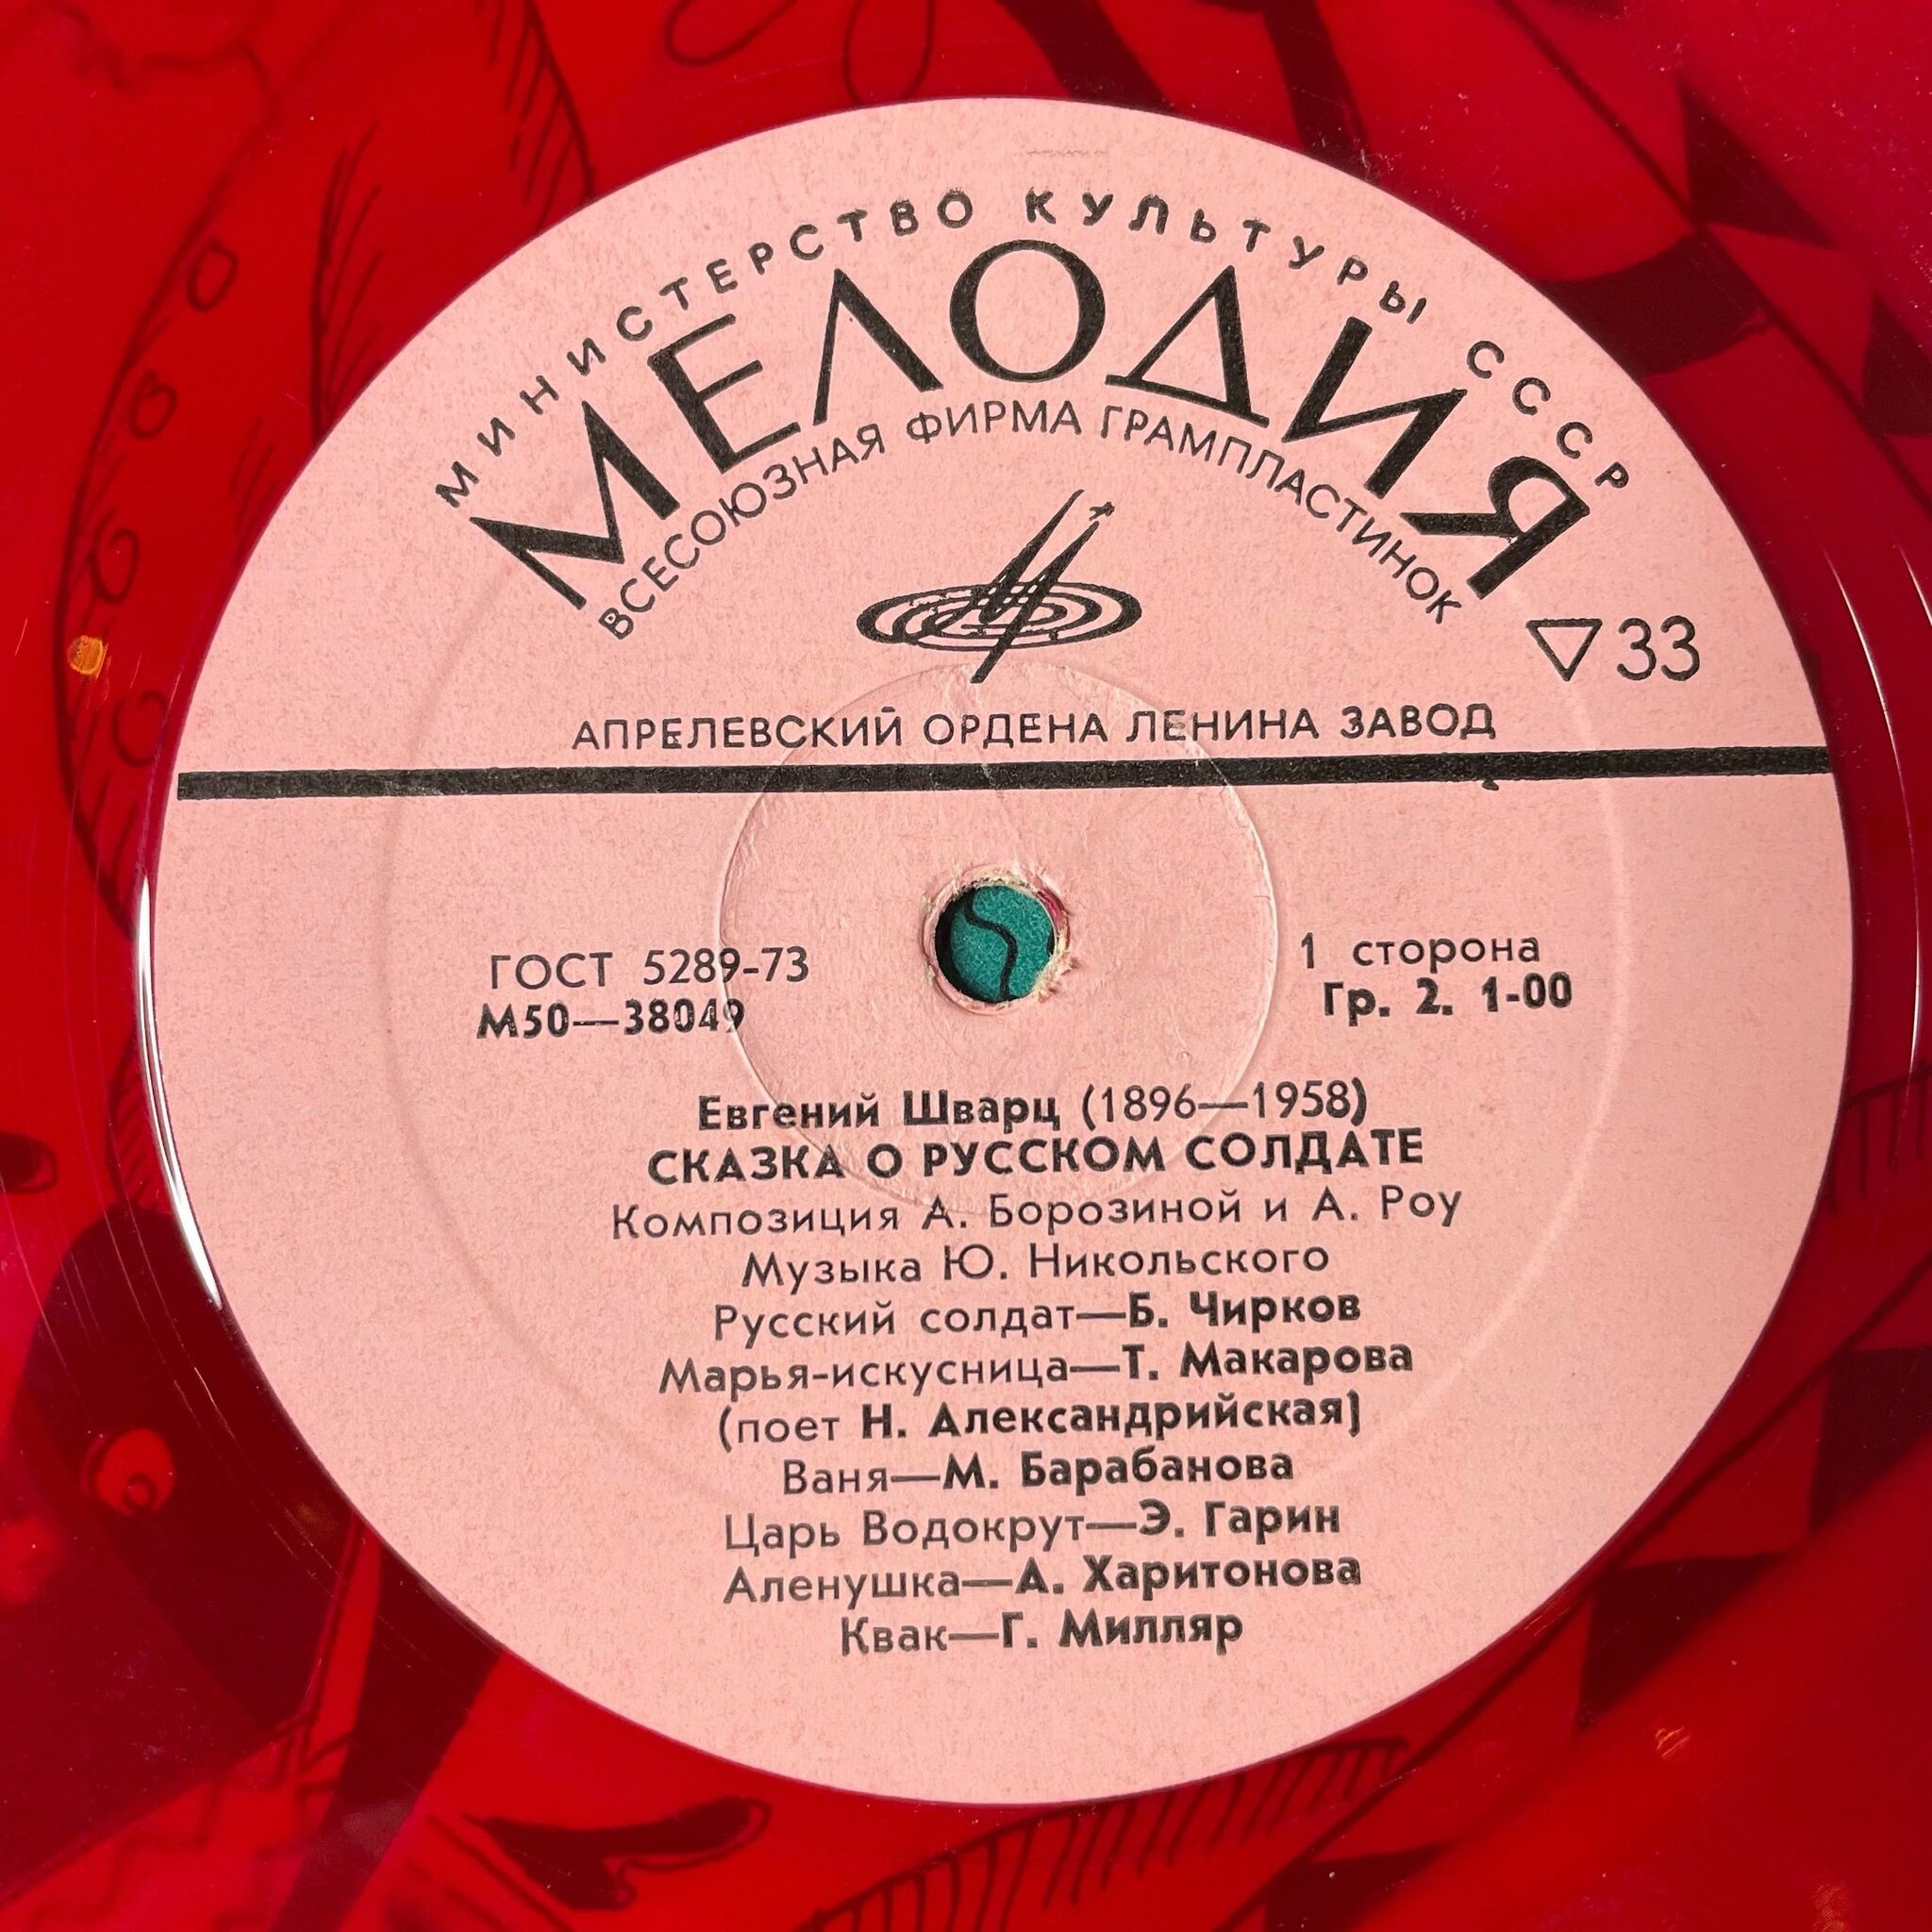 МИНИСТЕРСТВО КУЛЬТУРЫ СССР
МЕЛОДИЯ
ВСЕСОЮЗНАЯ ФИРМА ГРАМПЛАСТИНОК
33
АПРЕЛЕВСКИЙ ОРДЕНА ЛЕНИНА ЗАВОД
ГОСТ 5289-73
М50—38049
1 сторона
Гр. 2. 1-00
Евгений Шварц (1896—1958)
СКАЗКА О РУССКОМ СОЛДАТЕ
Композиция А. Борозиной и А. Роу
Музыка Ю. Никольского
Русский солдат—Б. Чирков
Марья-искусница—Т. Макарова
(поет Н. Александрийская)
Ваня—М. Барабанова
Царь Водокрут—Э. Гарин
Аленушка—А. Харитонова
Квак—Г. Милляр